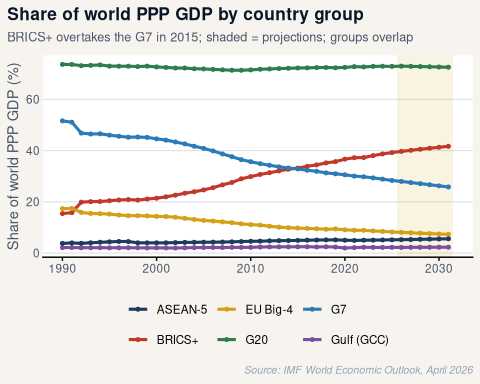 Share of world PPP GDP by country group
BRICS+ overtakes the G7 in 2015; shaded = projections; groups overlap
Share of world PPP GDP (%)
60
40
20
0
1990 2000 2010 2020 2030
ASEAN-5 EU Big-4 G7
BRICS+ G20 Gulf (GCC)
Source: IMF World Economic Outlook, April 2026